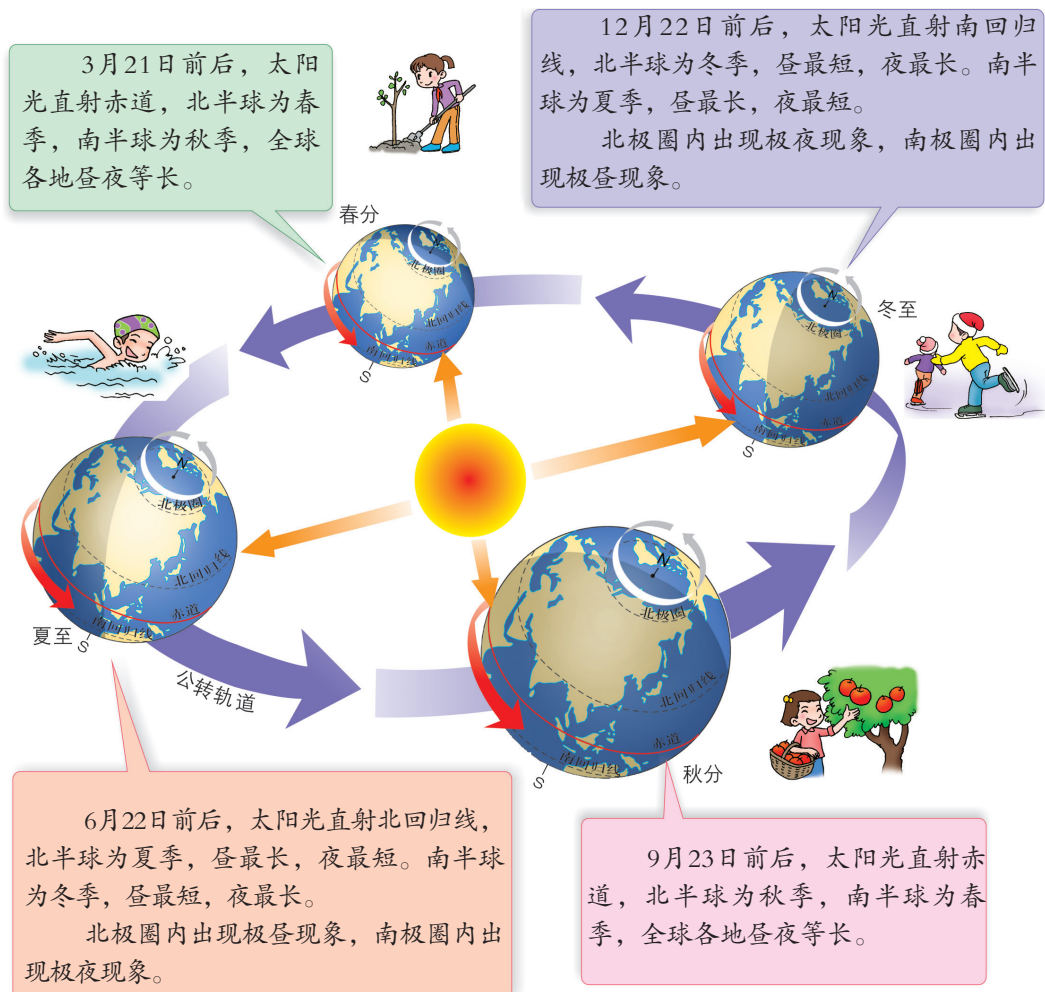 3月21日前后，太阳
光直射赤道，北半球为春
季，南半球为秋季，全球
各地昼夜等长。
12月22日前后，太阳光直射南回归
线，北半球为冬季，昼最短，夜最长。南半
球为夏季，昼最长，夜最短。
北极圈内出现极夜现象，南极圈内出
现极昼现象。
春分
N
北极圈
北回归线
赤道
南回归线
S
冬至
N
北极圈
北回归线
赤道
南回归线
S
N
北极圈
北回归线
赤道
南回归线
夏至
S
公转轨道
N
北极圈
北回归线
赤道
南回归线
S
秋分
6月22日前后，太阳光直射北回归线，
北半球为夏季，昼最长，夜最短。南半球
为冬季，昼最短，夜最长。
北极圈内出现极昼现象，南极圈内出
现极夜现象。
9月23日前后，太阳光直射赤
道，北半球为秋季，南半球为春
季，全球各地昼夜等长。